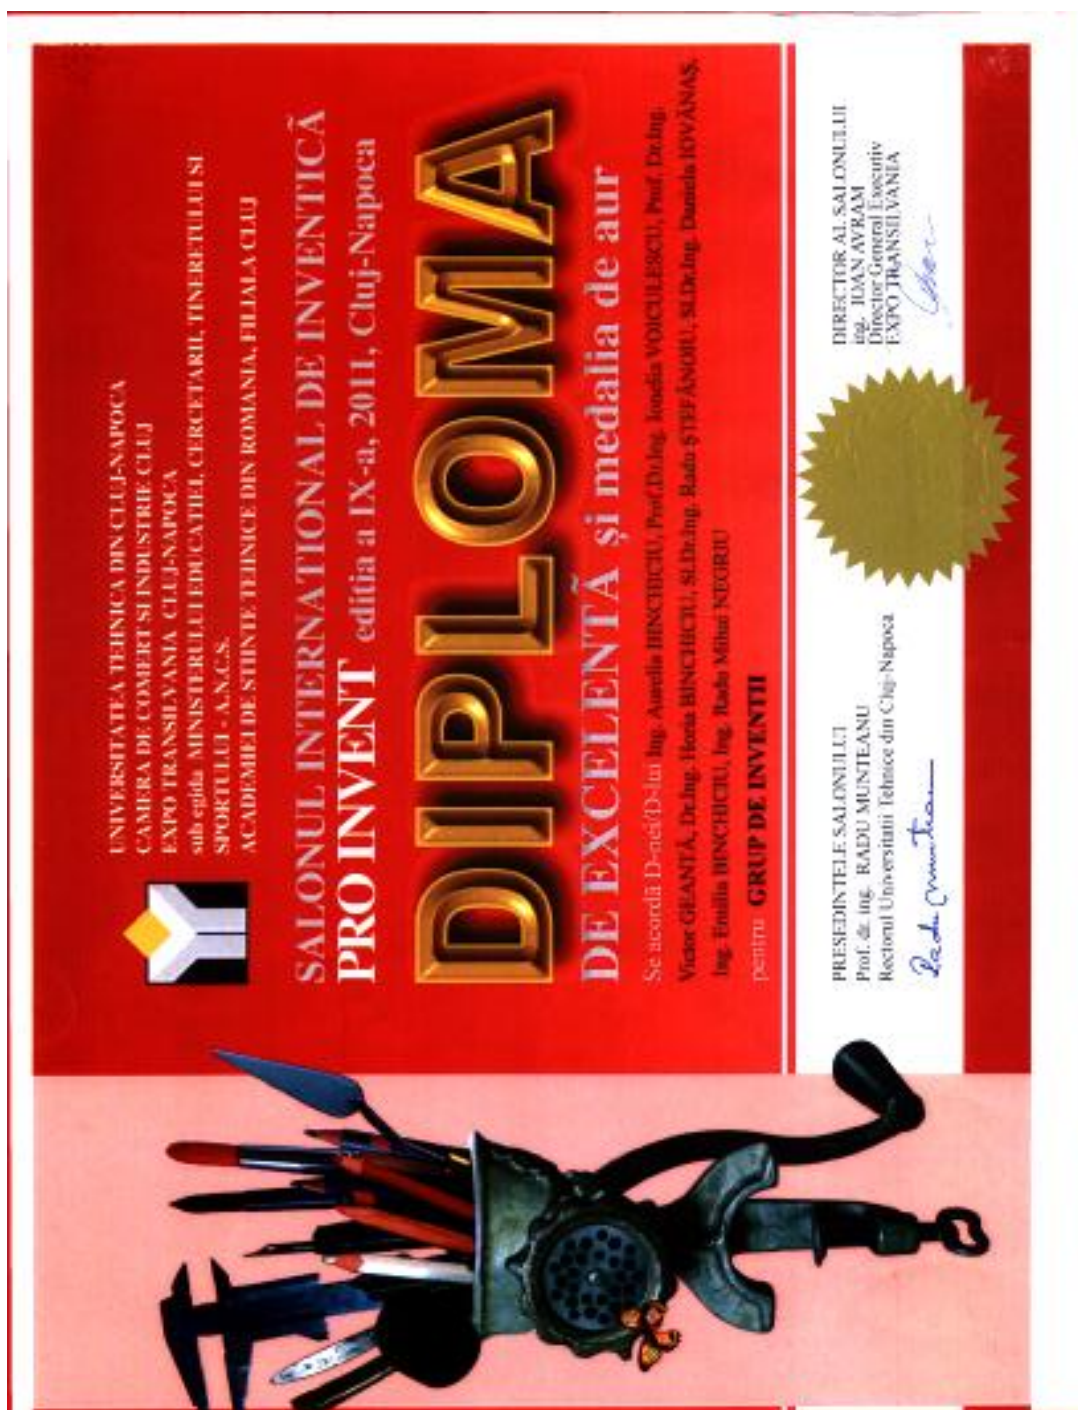 UNIVERSITATEA TEHNICA DIN CLUJ-NAPOCA
CAMERA DE COMERT SI INDUSTRIE CLUJ
EXPO TRANSILVANIA CLUJ-NAPOCA
sub egida MINISTERULUI EDUCATIEI, CERCETARII, TINERETULUI SI
SPORTULUI - A.N.C.S.
ACADEMIEI DE STIINTE TEHNICE DIN ROMANIA, FILIALA CLUJ
SALONUL INTERNATIONAL DE INVENTICĂ
PRO INVENT editia a IX-a, 2011, Cluj-Napoca
DIPLOMA
DE EXCELENTĂ și medalia de aur
Se acordă D-nei/D-lui Ing. Aurelia BINCHICIU, Prof.Dr.Ing. Ionelia VOICULESCU, Prof. Dr.Ing.
Victor GEANTĂ, Dr.Ing. Horia BINCHICIU, Sl.Dr.ing. Radu ȘTEFĂNOIU, Sl.Dr.Ing. Daniela IOVĂNAȘ,
Ing. Emilia BINCHICIU, Ing. Radu Mihai NEGRIU
pentru GRUP DE INVENTII
PRESEDINTELE SALONULUI
Prof. dr. ing. RADU MUNTEANU
Rectorul Universitatii Tehnice din Cluj-Napoca
Radu Munteanu
DIRECTOR AL SALONULUI
ing. IOAN AVRAM
Director General Executiv
EXPO TRANSILVANIA